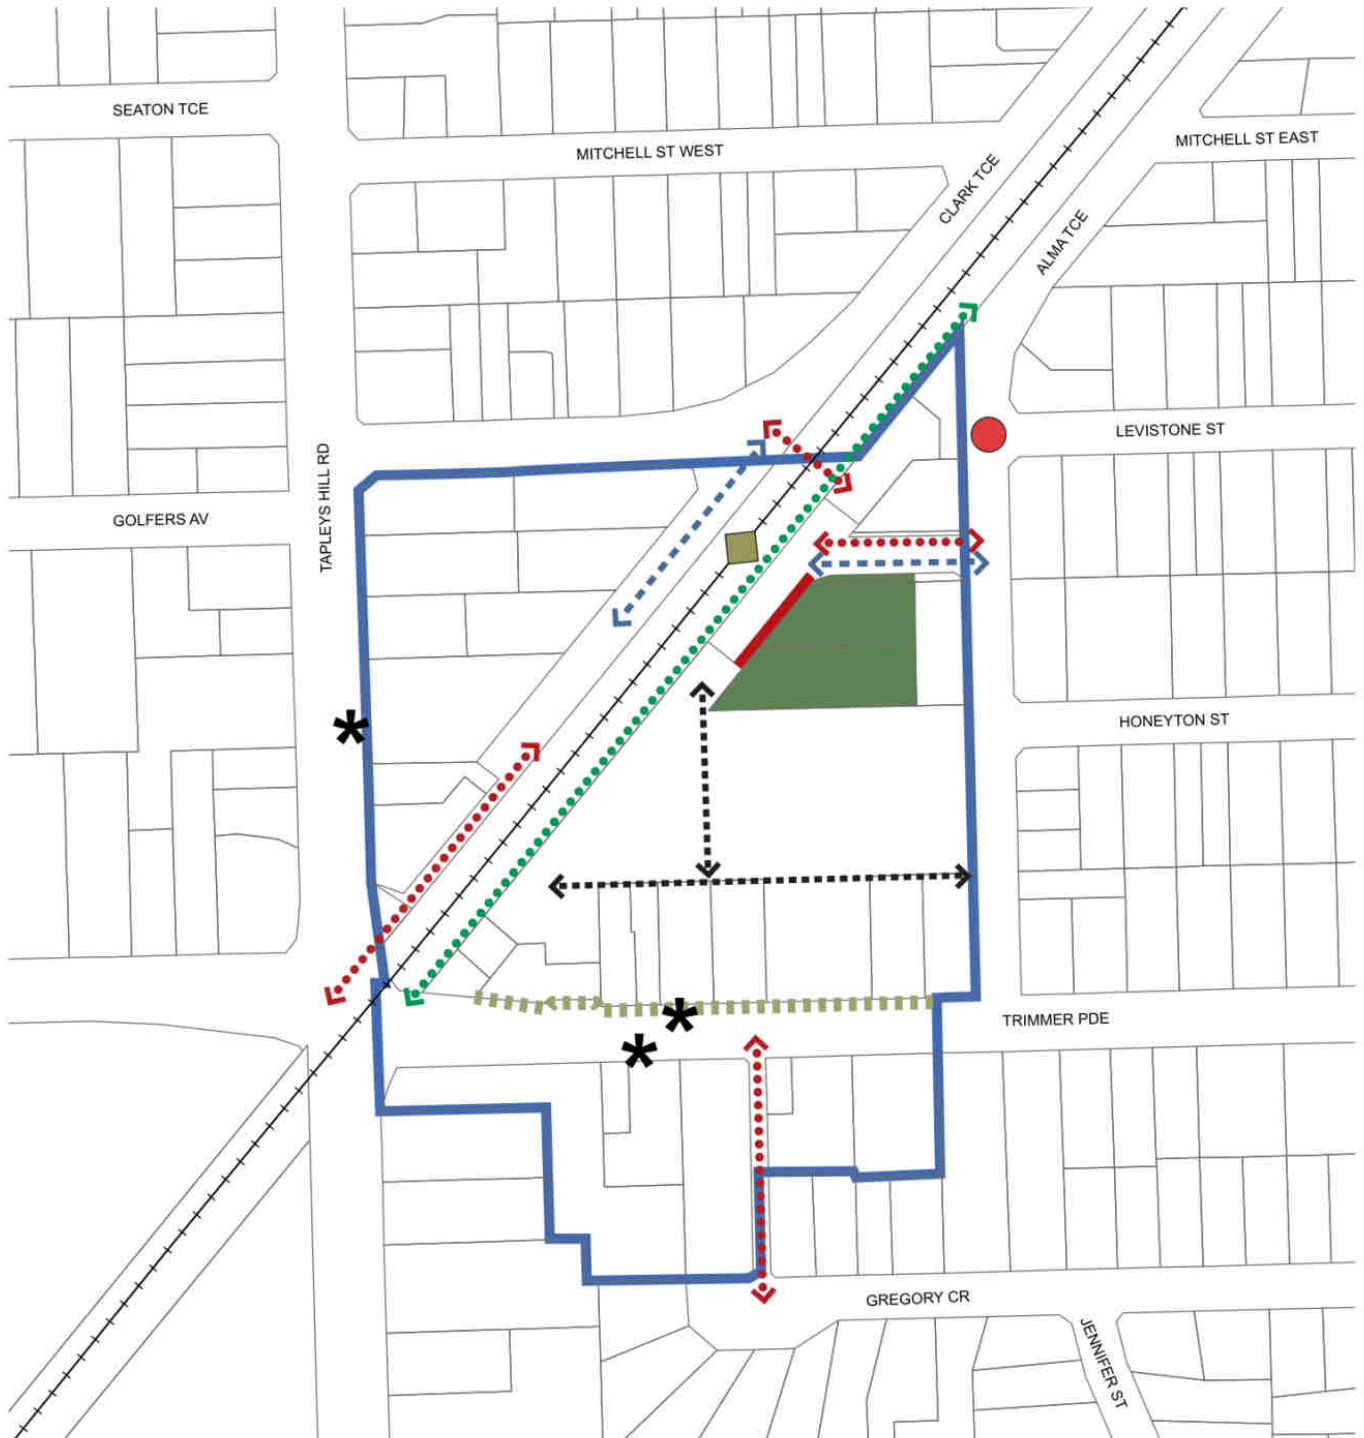 SEATON TCE
MITCHELL ST WEST
MITCHELL ST EAST
CLARK TCE
ALMA TCE
LEVISTONE ST
TAPLEYS HILL RD
GOLFERS AV
HONEYTON ST
TRIMMER PDE
GREGORY CR
JENNIFER ST